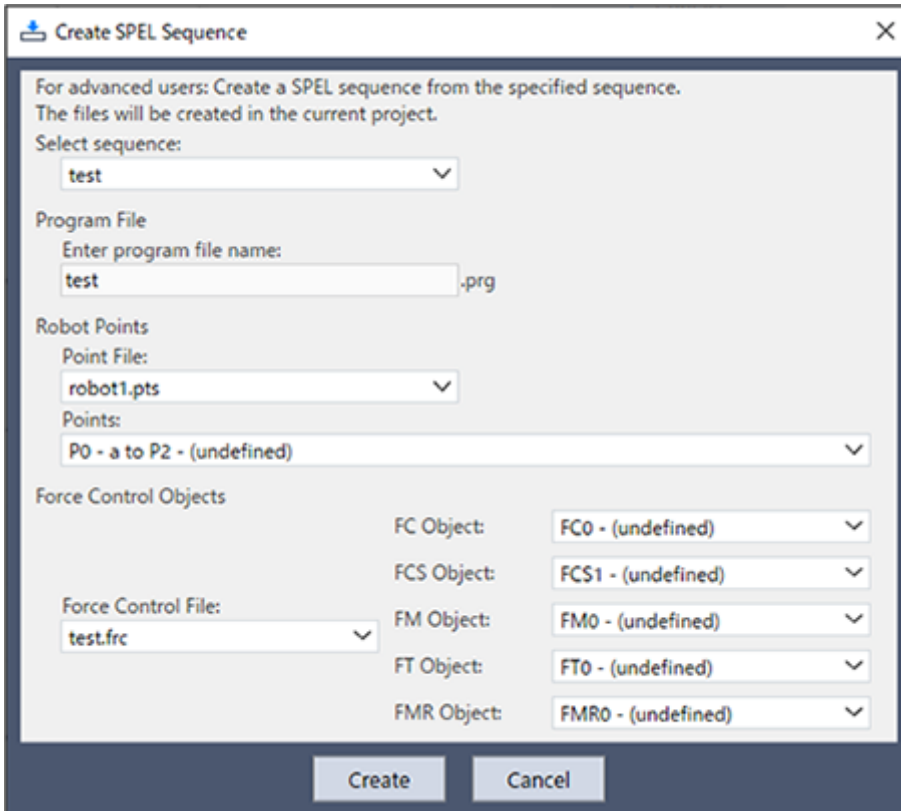 Create SPEL Sequence
For advanced users: Create a SPEL sequence from the specified sequence.
The files will be created in the current project.
Select sequence:
test
Program File
Enter program file name:
test .prg
Robot Points
Point File:
robot1.pts
Points:
P0 - a to P2 - (undefined)
Force Control Objects
FC Object: FC0 - (undefined)
FCS Object: FCS1 - (undefined)
Force Control File:
test.frc
FM Object: FM0 - (undefined)
FT Object: FT0 - (undefined)
FMR Object: FMR0 - (undefined)
Create Cancel